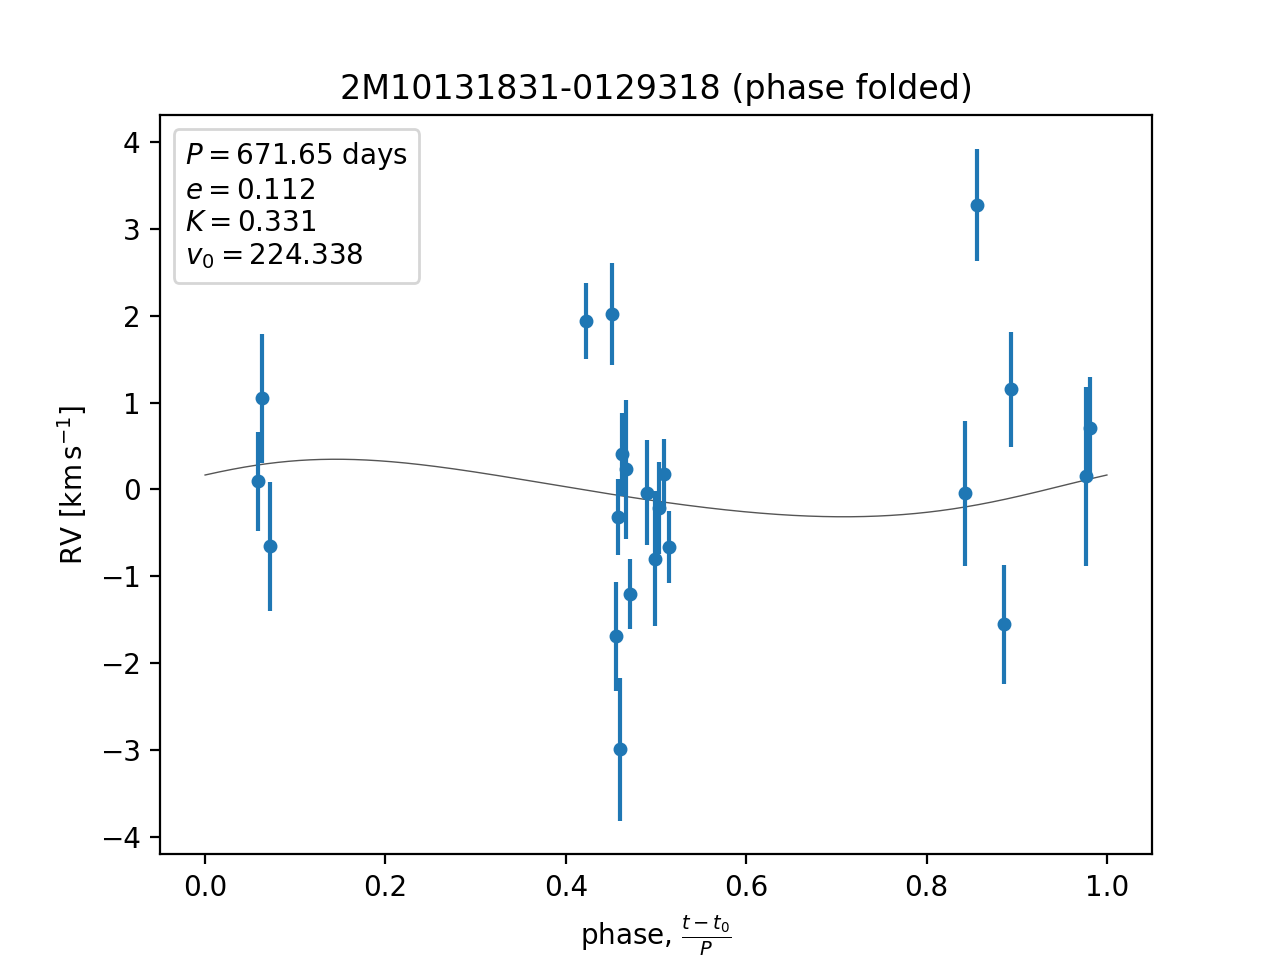 2M10131831-0129318 (phase folded)
P = 671.65 days
e = 0.112
K = 0.331
v₀ = 224.338
4
3
2
1
0
−1
−2
−3
−4
RV [km s⁻¹]
0.0 0.2 0.4 0.6 0.8 1.0
phase, (t − t₀)/P